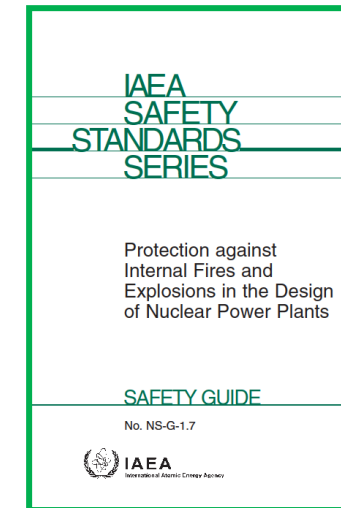 IAEA
SAFETY
STANDARDS
SERIES
Protection against
Internal Fires and
Explosions in the Design
of Nuclear Power Plants
SAFETY GUIDE
No. NS-G-1.7
IAEA
International Atomic Energy Agency